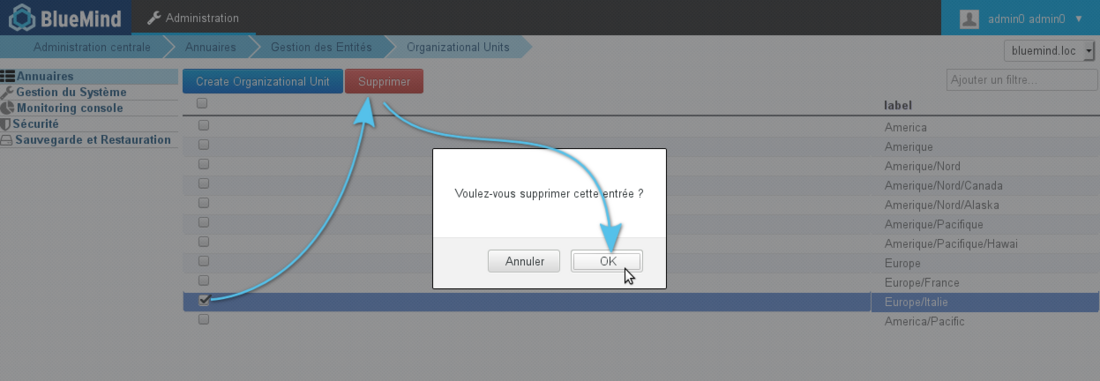 BlueMind
Administration
admin0 admin0
Administration centrale
Annuaires
Gestion des Entités
Organizational Units
bluemind.loc
Annuaires
Gestion du Système
Monitoring console
Sécurité
Sauvegarde et Restauration
Create Organizational Unit
Supprimer
Ajouter un filtre...
label
America
Amerique
Amerique/Nord
Amerique/Nord/Canada
Amerique/Nord/Alaska
Amerique/Pacifique
Amerique/Pacifique/Hawai
Europe
Europe/France
Europe/Italie
America/Pacific
Voulez-vous supprimer cette entrée ?
Annuler
OK